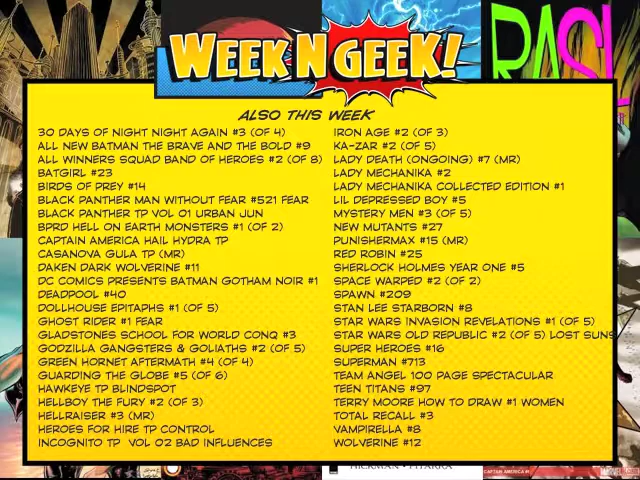 WEEK N GEEK!
ALSO THIS WEEK
30 DAYS OF NIGHT NIGHT AGAIN #3 (OF 4)
ALL NEW BATMAN THE BRAVE AND THE BOLD #9
ALL WINNERS SQUAD BAND OF HEROES #2 (OF 8)
BATGIRL #23
BIRDS OF PREY #14
BLACK PANTHER MAN WITHOUT FEAR #521 FEAR
BLACK PANTHER TP VOL 01 URBAN JUN
BPRD HELL ON EARTH MONSTERS #1 (OF 2)
CAPTAIN AMERICA HAIL HYDRA TP
CASANOVA GULA TP (MR)
DAKEN DARK WOLVERINE #11
DC COMICS PRESENTS BATMAN GOTHAM NOIR #1
DEADPOOL #40
DOLLHOUSE EPITAPHS #1 (OF 5)
GHOST RIDER #1 FEAR
GLADSTONES SCHOOL FOR WORLD CONQ #3
GODZILLA GANGSTERS & GOLIATHS #2 (OF 5)
GREEN HORNET AFTERMATH #4 (OF 4)
GUARDING THE GLOBE #5 (OF 6)
HAWKEYE TP BLINDSPOT
HELLBOY THE FURY #2 (OF 3)
HELLRAISER #3 (MR)
HEROES FOR HIRE TP CONTROL
INCOGNITO TP VOL 02 BAD INFLUENCES
IRON AGE #2 (OF 3)
KA-ZAR #2 (OF 5)
LADY DEATH (ONGOING) #7 (MR)
LADY MECHANIKA #2
LADY MECHANIKA COLLECTED EDITION #1
LIL DEPRESSED BOY #5
MYSTERY MEN #3 (OF 5)
NEW MUTANTS #27
PUNISHERMAX #15 (MR)
RED ROBIN #25
SHERLOCK HOLMES YEAR ONE #5
SPACE WARPED #2 (OF 2)
SPAWN #209
STAN LEE STARBORN #8
STAR WARS INVASION REVELATIONS #1 (OF 5)
STAR WARS OLD REPUBLIC #2 (OF 5) LOST SUNS
SUPER HEROES #16
SUPERMAN #713
TEAM ANGEL 100 PAGE SPECTACULAR
TEEN TITANS #97
TERRY MOORE HOW TO DRAW #1 WOMEN
TOTAL RECALL #3
VAMPIRELLA #8
WOLVERINE #12